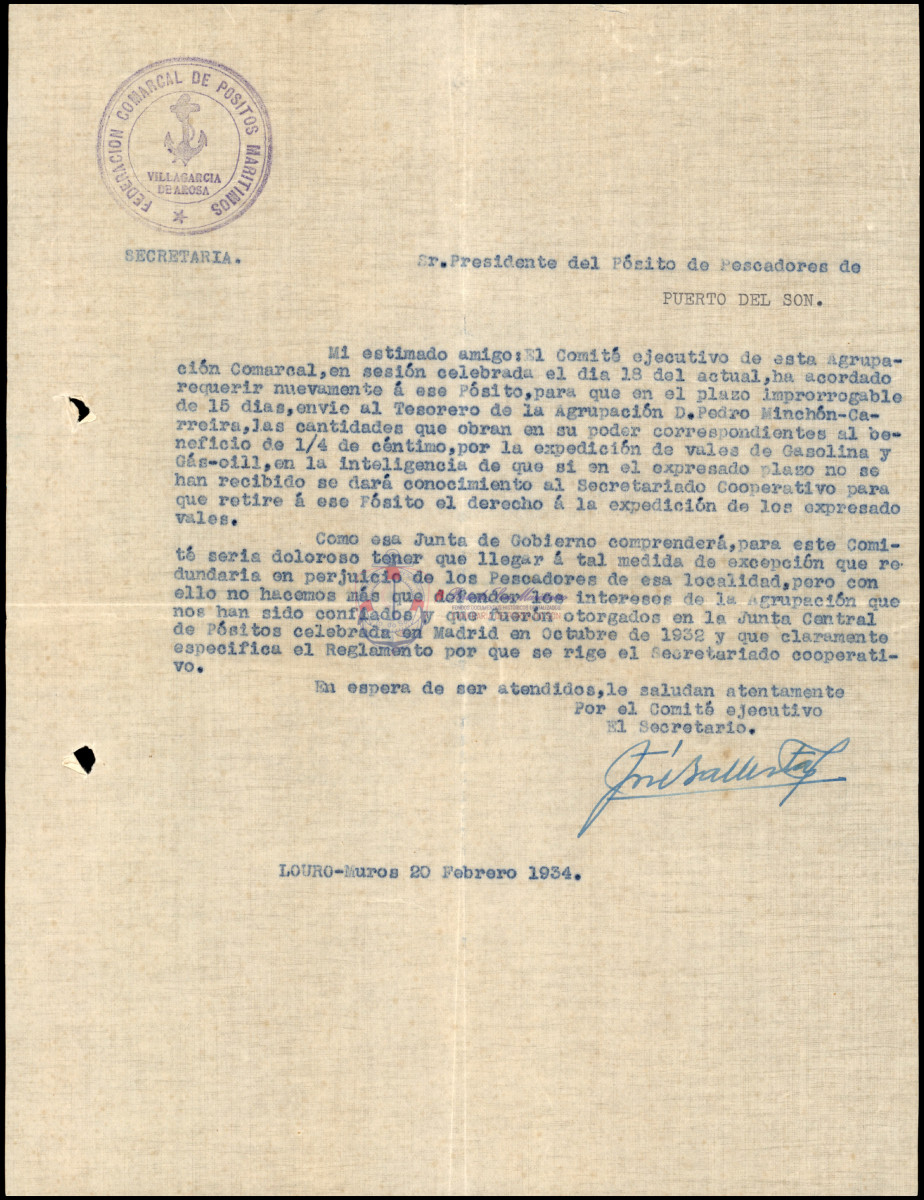 FEDERACION COMARCAL DE POSITOS MARITIMOS
VILLAGARCIA
DE AROSA
SECRETARIA.
Sr.Presidente del Pósito de Pescadores de
PUERTO DEL SON.
Mi estimado amigo:El Comité ejecutivo de esta Agrupa-
ción Comarcal,en sesión celebrada el dia 18 del actual,ha acordado
requerir nuevamente á ese Pósito,para que en el plazo improrrogable
de 15 dias,envie al Tesorero de la Agrupación D.Pedro Minchón-Ca-
rreira,las cantidades que obran en su poder correspondientes al be-
neficio de 1/4 de céntimo,por la expedición de vales de Gasolina y
Gás-oill,en la inteligencia de que si en el expresado plazo no se
han recibido se dará conocimiento al Secretariado Cooperativo para
que retire á ese Pósito el derecho á la expedición de los expresado
vales.
Como esa Junta de Gobierno comprenderá,para este Comi-
té seria doloroso tener que llegar á tal medida de excepción que re-
dundaria en perjuicio de los Pescadores de esa localidad,pero con
ello no hacemos más que defender los intereses de la Agrupación que
nos han sido confiados y que fuerón otorgados en la Junta Central
de Pósitos celebrada en Madrid en Octubre de 1932 y que claramente
especifica el Reglamento por que se rige el Secretariado cooperati-
vo.
En espera de ser atendidos,le saludan atentamente
Por el Comité ejecutivo
El Secretario.
José
LOURO-Muros 20 Febrero 1934.